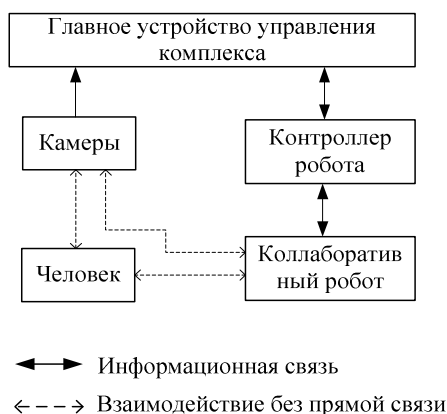 Главное устройство управления
комплекса
Камеры
Контроллер
робота
Человек
Коллаборатив
ный робот
Информационная связь
Взаимодействие без прямой связи